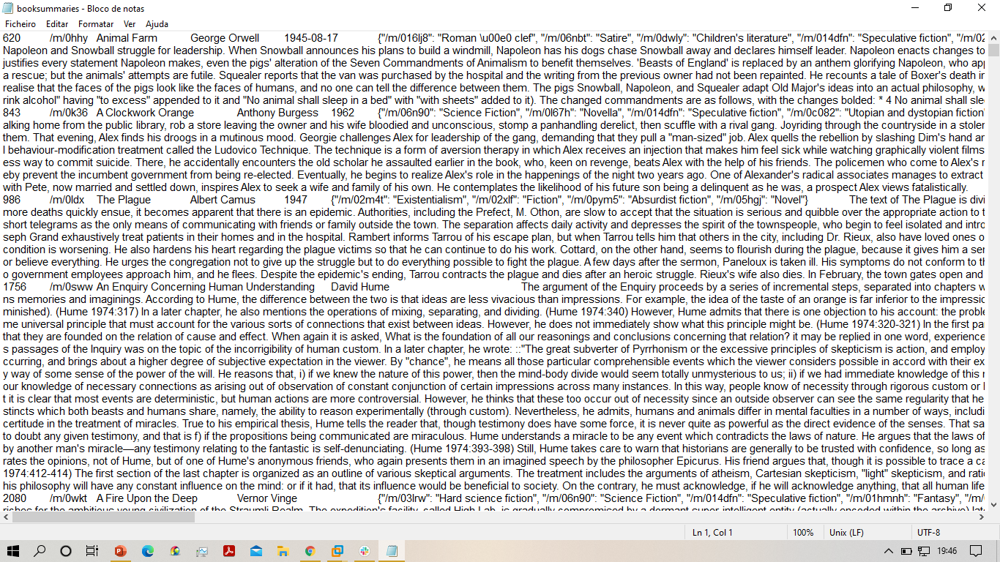 booksummaries - Bloco de notas
Ficheiro Editar Formatar Ver Ajuda
620 /m/0hhy Animal Farm George Orwell 1945-08-17 {"/m/016lj8": "Roman \u00e0 clef", "/m/06nbt": "Satire", "/m/0dwly": "Children's literature", "/m/014dfn": "Speculative fiction", "/m/02
Napoleon and Snowball struggle for leadership. When Snowball announces his plans to build a windmill, Napoleon has his dogs chase Snowball away and declares himself leader. Napoleon enacts changes to
justifies every statement Napoleon makes, even the pigs' alteration of the Seven Commandments of Animalism to benefit themselves. 'Beasts of England' is replaced by an anthem glorifying Napoleon, who app
a rescue; but the animals' attempts are futile. Squealer reports that the van was purchased by the hospital and the writing from the previous owner had not been repainted. He recounts a tale of Boxer's death in
realise that the faces of the pigs look like the faces of humans, and no one can tell the difference between them. The pigs Snowball, Napoleon, and Squealer adapt Old Major's ideas into an actual philosophy, w
rink alcohol" having "to excess" appended to it and "No animal shall sleep in a bed" with "with sheets" added to it). The changed commandments are as follows, with the changes bolded: * 4 No animal shall slee
843 /m/0k36 A Clockwork Orange Anthony Burgess 1962 {"/m/06n90": "Science Fiction", "/m/0l67h": "Novella", "/m/014dfn": "Speculative fiction", "/m/0c082": "Utopian and dystopian fiction"
alking home from the public library, rob a store leaving the owner and his wife bloodied and unconscious, stomp a panhandling derelict, then scuffle with a rival gang. Joyriding through the countryside in a stolen
them. That evening, Alex finds his droogs in a mutinous mood. Georgie challenges Alex for leadership of the gang, demanding that they pull a "man-sized" job. Alex quells the rebellion by slashing Dim's hand an
l behaviour-modification treatment called the Ludovico Technique. The technique is a form of aversion therapy in which Alex receives an injection that makes him feel sick while watching graphically violent films
ess way to commit suicide. There, he accidentally encounters the old scholar he assaulted earlier in the book, who, keen on revenge, beats Alex with the help of his friends. The policemen who come to Alex's r
eby prevent the incumbent government from being re-elected. Eventually, he begins to realize Alex's role in the happenings of the night two years ago. One of Alexander's radical associates manages to extract
with Pete, now married and settled down, inspires Alex to seek a wife and family of his own. He contemplates the likelihood of his future son being a delinquent as he was, a prospect Alex views fatalistically.
986 /m/0ldx The Plague Albert Camus 1947 {"/m/02m4t": "Existentialism", "/m/02xlf": "Fiction", "/m/0pym5": "Absurdist fiction", "/m/05hgj": "Novel"} The text of The Plague is divi
more deaths quickly ensue, it becomes apparent that there is an epidemic. Authorities, including the Prefect, M. Othon, are slow to accept that the situation is serious and quibble over the appropriate action to t
short telegrams as the only means of communicating with friends or family outside the town. The separation affects daily activity and depresses the spirit of the townspeople, who begin to feel isolated and intro
seph Grand exhaustively treat patients in their homes and in the hospital. Rambert informs Tarrou of his escape plan, but when Tarrou tells him that others in the city, including Dr. Rieux, also have loved ones o
condition is worsening. He also hardens his heart regarding the plague victims so that he can continue to do his work. Cottard, on the other hand, seems to flourish during the plague, because it gives him a sen
or believe everything. He urges the congregation not to give up the struggle but to do everything possible to fight the plague. A few days after the sermon, Paneloux is taken ill. His symptoms do not conform to th
o government employees approach him, and he flees. Despite the epidemic's ending, Tarrou contracts the plague and dies after an heroic struggle. Rieux's wife also dies. In February, the town gates open and
1756 /m/0sww An Enquiry Concerning Human Understanding David Hume The argument of the Enquiry proceeds by a series of incremental steps, separated into chapters w
ns memories and imaginings. According to Hume, the difference between the two is that ideas are less vivacious than impressions. For example, the idea of the taste of an orange is far inferior to the impressic
minished). (Hume 1974:317) In a later chapter, he also mentions the operations of mixing, separating, and dividing. (Hume 1974:340) However, Hume admits that there is one objection to his account: the proble
me universal principle that must account for the various sorts of connections that exist between ideas. However, he does not immediately show what this principle might be. (Hume 1974:320-321) In the first pa
that they are founded on the relation of cause and effect. When again it is asked, What is the foundation of all our reasonings and conclusions concerning that relation? it may be replied in one word, experience
s passages of the Inquiry was on the topic of the incorrigibility of human custom. In a later chapter, he wrote: ::"The great subverter of Pyrrhonism or the excessive principles of skepticism is action, and employ
ccurring, and brings about a higher degree of subjective expectation in the viewer. By "chance", he means all those particular comprehensible events which the viewer considers possible in accord with their ex
y way of some sense of the power of the will. He reasons that, i) if we knew the nature of this power, then the mind-body divide would seem totally unmysterious to us; ii) if we had immediate knowledge of this r
our knowledge of necessary connections as arising out of observation of constant conjunction of certain impressions across many instances. In this way, people know of necessity through rigorous custom or l
t it is clear that most events are deterministic, but human actions are more controversial. However, he thinks that these too occur out of necessity since an outside observer can see the same regularity that he
stincts which both beasts and humans share, namely, the ability to reason experimentally (through custom). Nevertheless, he admits, humans and animals differ in mental faculties in a number of ways, includi
certitude in the treatment of miracles. True to his empirical thesis, Hume tells the reader that, though testimony does have some force, it is never quite as powerful as the direct evidence of the senses. That sa
to doubt any given testimony, and that is f) if the propositions being communicated are miraculous. Hume understands a miracle to be any event which contradicts the laws of nature. He argues that the laws of
by another man's miracle—any testimony relating to the fantastic is self-denunciating. (Hume 1974:393-398) Still, Hume takes care to warn that historians are generally to be trusted with confidence, so long as
rates the opinions, not of Hume, but of one of Hume's anonymous friends, who again presents them in an imagined speech by the philosopher Epicurus. His friend argues that, though it is possible to trace a ca
1974:412-414) The first section of the last chapter is organized as an outline of various skeptical arguments. The treatment includes the arguments of atheism, Cartesian skepticism, "light" skepticism, and ratio
his philosophy will have any constant influence on the mind: or if it had, that its influence would be beneficial to society. On the contrary, he must acknowledge, if he will acknowledge anything, that all human life
2080 /m/0wkt A Fire Upon the Deep Vernor Vinge {"/m/03lrw": "Hard science fiction", "/m/06n90": "Science Fiction", "/m/014dfn": "Speculative fiction", "/m/01hmnh": "Fantasy", "/m/
riches for the ambitious young civilization of the Straumli Realm. The expedition's facility, called High Lab, is gradually compromised by a dormant super-intelligent entity (actually encoded within the archive) lat
Ln 1, Col 1 100% Unix (LF) UTF-8
19:46